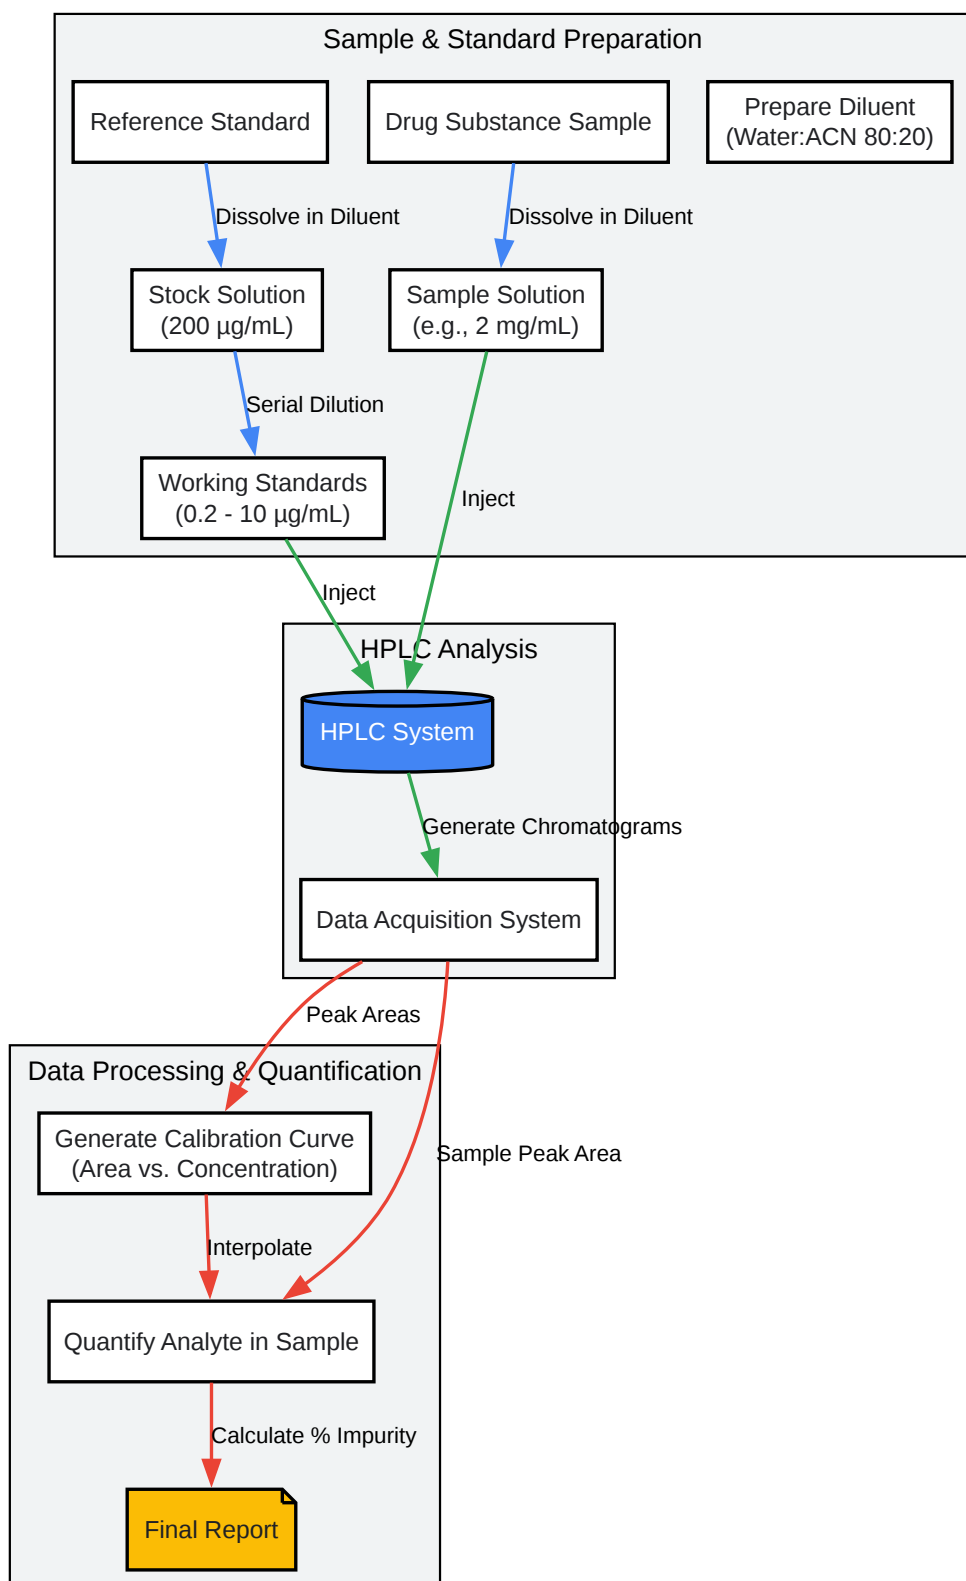 Sample & Standard Preparation
Reference Standard
Drug Substance Sample
Prepare Diluent
(Water:ACN 80:20)
Dissolve in Diluent
Dissolve in Diluent
Stock Solution
(200 µg/mL)
Sample Solution
(e.g., 2 mg/mL)
Serial Dilution
Working Standards
(0.2 - 10 µg/mL)
Inject
Inject
HPLC Analysis
HPLC System
Generate Chromatograms
Data Acquisition System
Peak Areas
Data Processing & Quantification
Generate Calibration Curve
(Area vs. Concentration)
Sample Peak Area
Interpolate
Quantify Analyte in Sample
Calculate % Impurity
Final Report